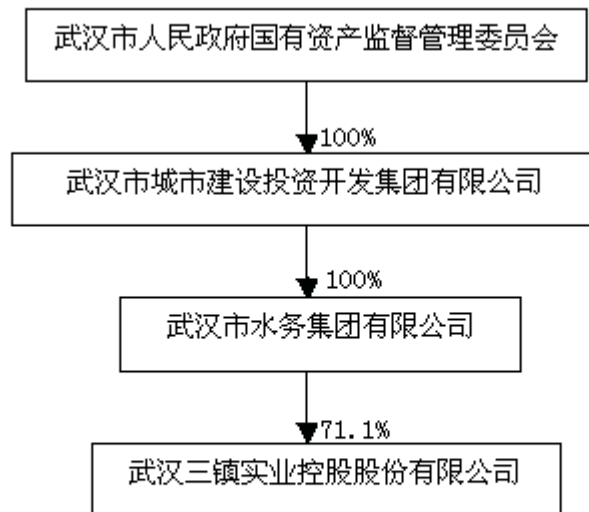 武汉市人民政府国有资产监督管理委员会
100%
武汉市城市建设投资开发集团有限公司
100%
武汉市水务集团有限公司
71.1%
武汉三镇实业控股股份有限公司